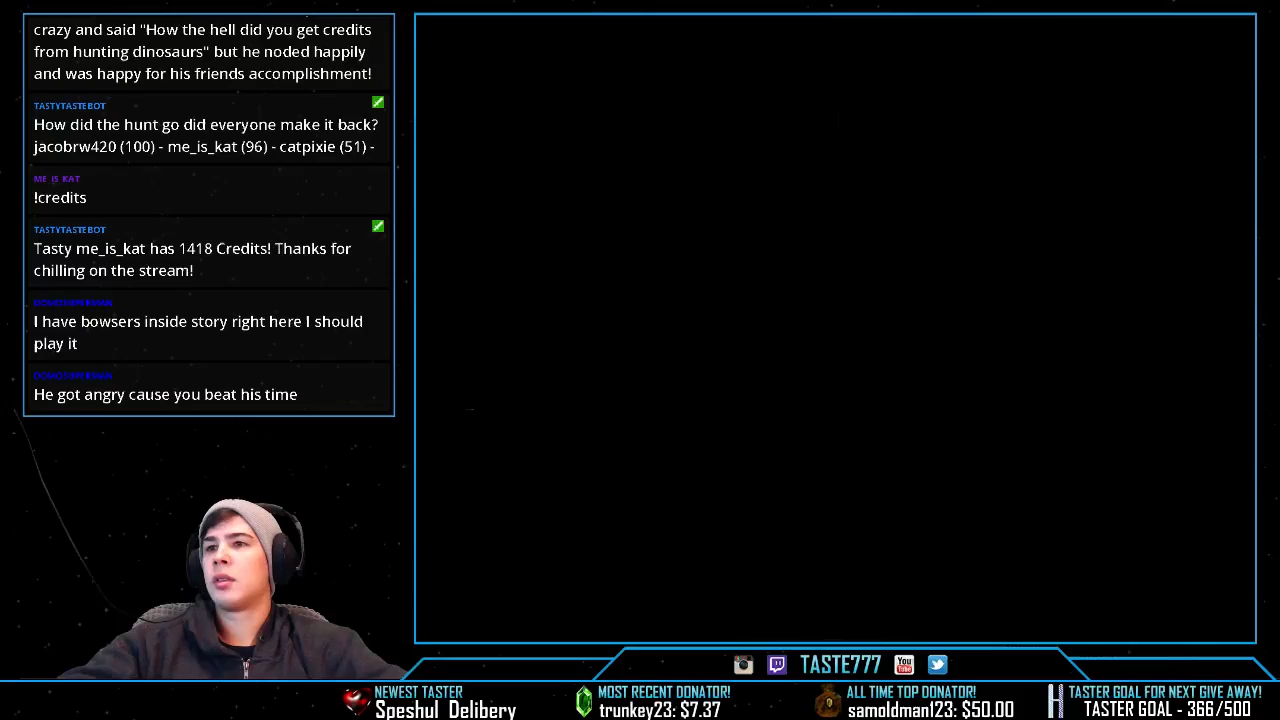 crazy and said "How the hell did you get credits
from hunting dinosaurs" but he noded happily
and was happy for his friends accomplishment!
TASTYTASTEBOT
How did the hunt go did everyone make it back?
jacobrw420 (100) - me_is_kat (96) - catpixie (51) -
ME_IS_KAT
!credits
TASTYTASTEBOT
Tasty me_is_kat has 1418 Credits! Thanks for
chilling on the stream!
I have bowsers inside story right here I should
play it
He got angry cause you beat his time
TASTE777
You Tube
NEWEST TASTER
Speshul_Delibery
MOST RECENT DONATOR!
trunkey23: $7.37
ALL TIME TOP DONATOR!
samoldman123: $50.00
TASTER GOAL FOR NEXT GIVE AWAY!
TASTER GOAL - 366/500